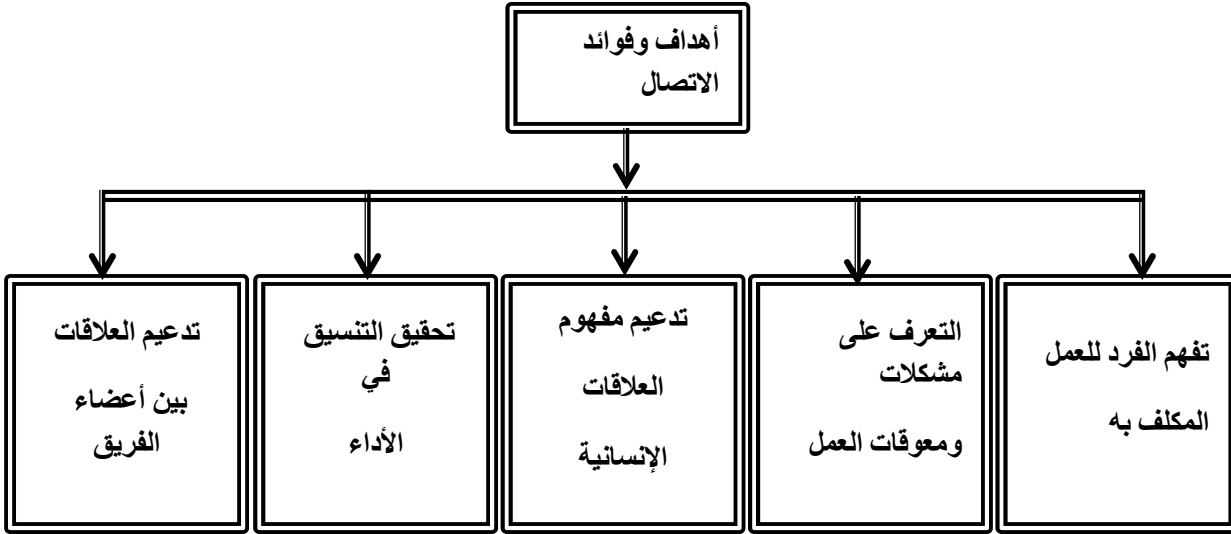 أهداف وفوائد
الاتصال
تفهم الفرد للعمل
المكلف به
التعرف على
مشكلات
ومعوقات العمل
تدعيم مفهوم
العلاقات
الإنسانية
تحقيق التنسيق
في
الأداء
تدعيم العلاقات
بين أعضاء
الفريق